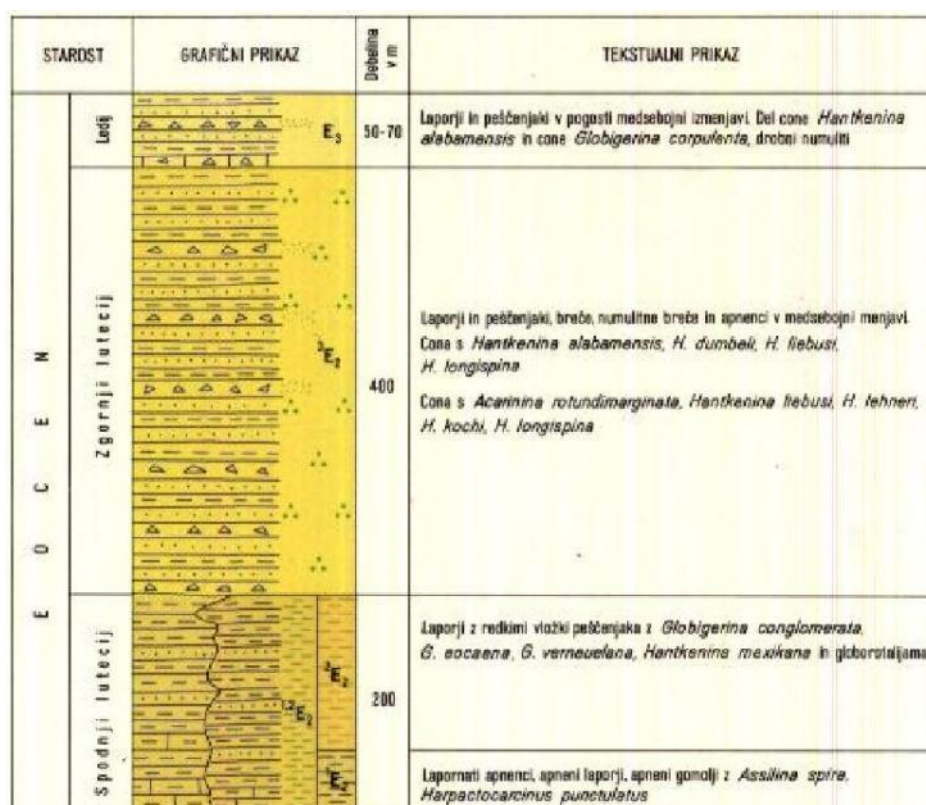 STAROST
GRAFIČNI PRIKAZ
Debelina
v m
TEKSTUALNI PRIKAZ
EOCEN
Ledij
E3
50-70
Laporji in peščenjaki v pogosti medsebojni izmenjavi. Del cone Hantkenina
alabamensis in cone Globigerina corpulenta, drobni numuliti
Zgornji lutecij
3E2
400
Laporji in peščenjaki, breče, numulitne breče in apnenci v medsebojni menjavi.
Cona s Hantkenina alabamensis, H. dumbeli, H. liebusi,
H. longispina
Cona s Acarinina rotundimarginata, Hantkenina liebusi, H. lehneri,
H. kochi, H. longispina
Spodnji lutecij
2E2
1,2E2
200
Laporji z redkimi vložki peščenjaka z Globigerina conglomerata,
G. eocaena, G. verneuelana, Hantkenina mexikana in globorotalijama
1E2
Lapornati apnenci, apneni laporji, apneni gomolji z Assilina spira,
Harpactocarcinus punctulatus